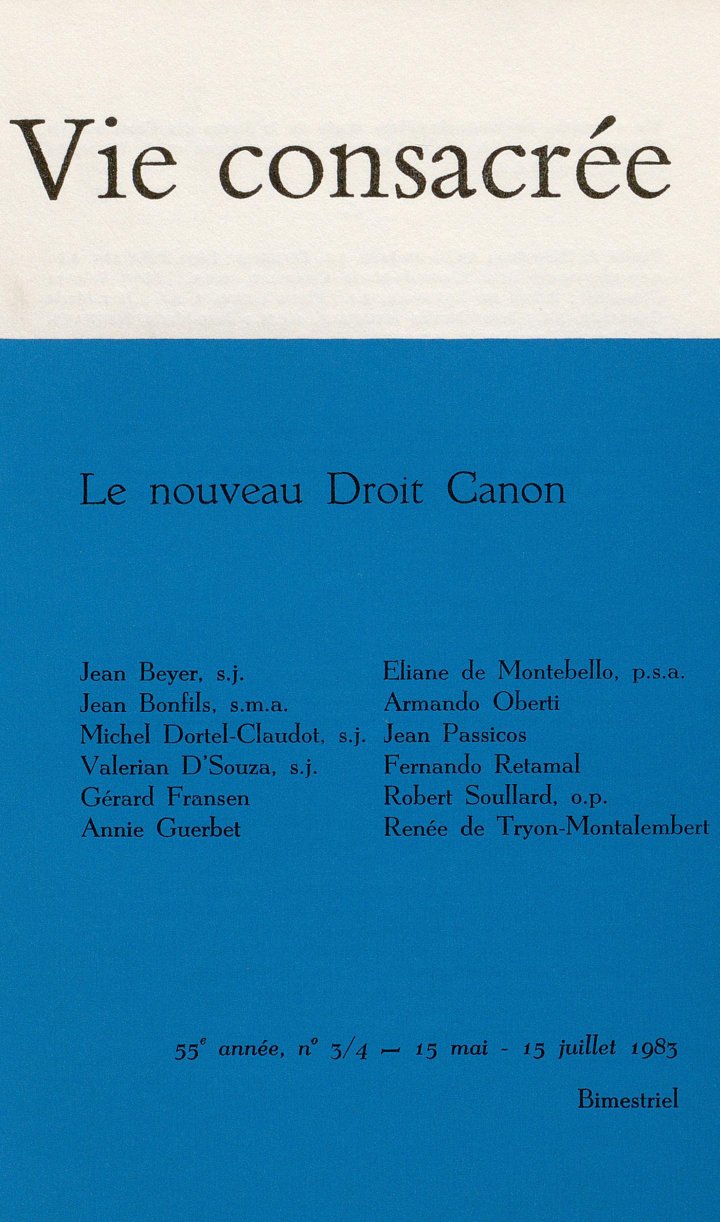 Vie consacrée
Le nouveau Droit Canon
Jean Beyer, s.j.
Jean Bonfils, s.m.a.
Michel Dortel-Claudot, s.j.
Valerian D'Souza, s.j.
Gérard Fransen
Annie Guerbet
Eliane de Montebello, p.s.a.
Armando Oberti
Jean Passicos
Fernando Retamal
Robert Soullard, o.p.
Renée de Tryon-Montalembert
55e année, no 3/4 — 15 mai - 15 juillet 1983
Bimestriel